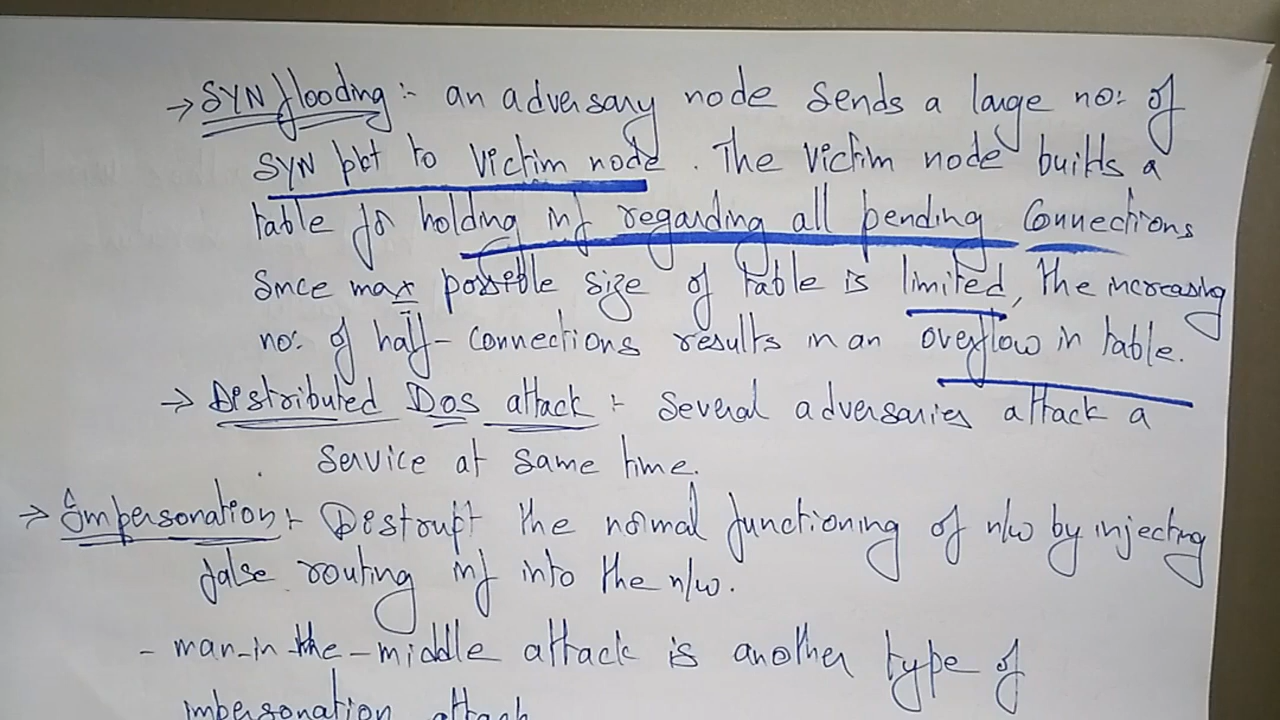 → SYN flooding :- an adversary node sends a large no: of
SYN pkt to victim node. The victim node builds a
table for holding inf regarding all pending connections
Since max possible size of table is limited, the increasing
no: of half-connections results in an overflow in table.
→ Distributed Dos attack :- Several adversaries attack a
service at same time.
→ Impersonation :- Distrupt the normal functioning of n/w by injecting
false routing inf into the n/w.
- man-in-the-middle attack is another type of
impersonation attack